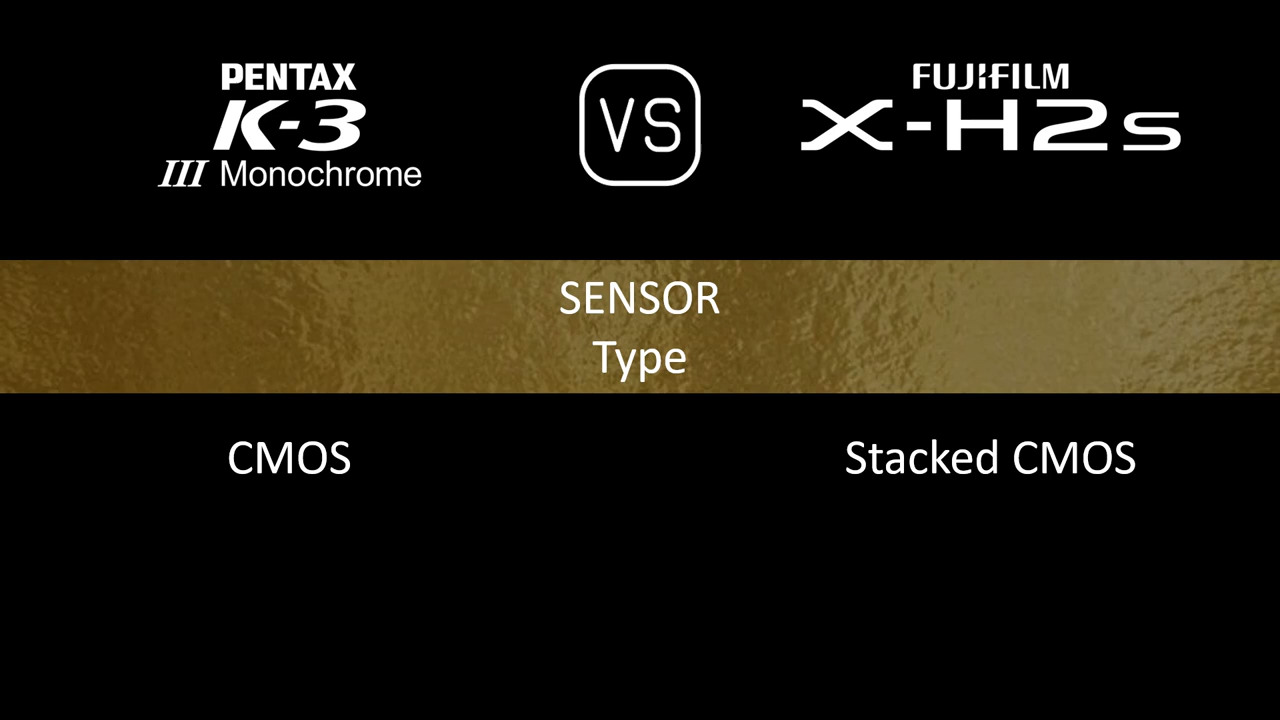 PENTAX
K-3
III Monochrome
VS
FUJIFILM
X-H2s
SENSOR
Type
CMOS
Stacked CMOS